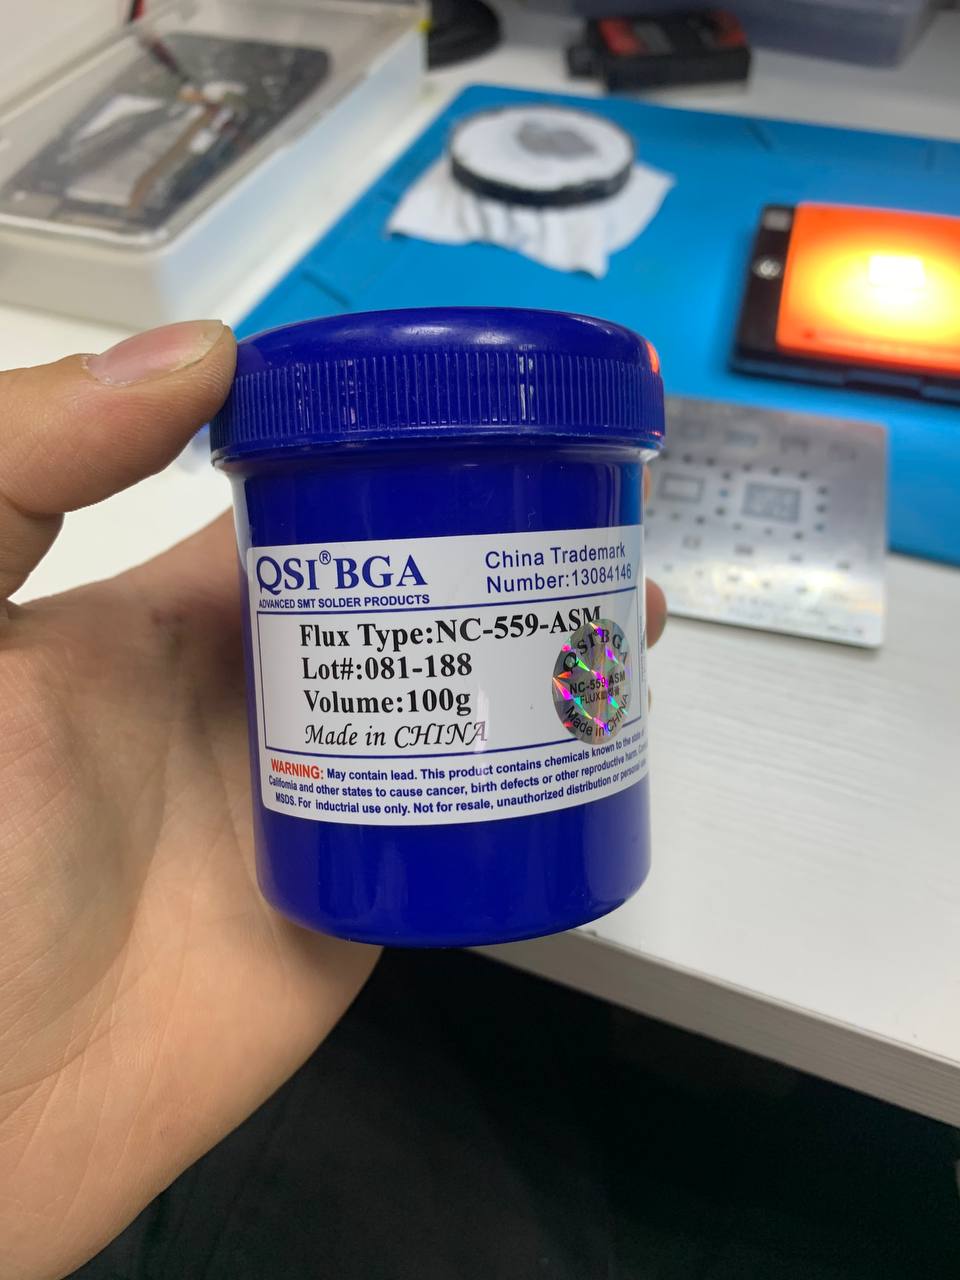 QSI®BGA
ADVANCED SMT SOLDER PRODUCTS
China Trademark
Number:13084146
Flux Type:NC-559-ASM
Lot#:081-188
Volume:100g
Made in CHINA
QSI BGA
NC-559-ASM
FLUX
Made in CHINA
WARNING: May contain lead. This product contains chemicals known to the state of
California and other states to cause cancer, birth defects or other reproductive harm.
MSDS. For inductrial use only. Not for resale, unauthorized distribution or personal